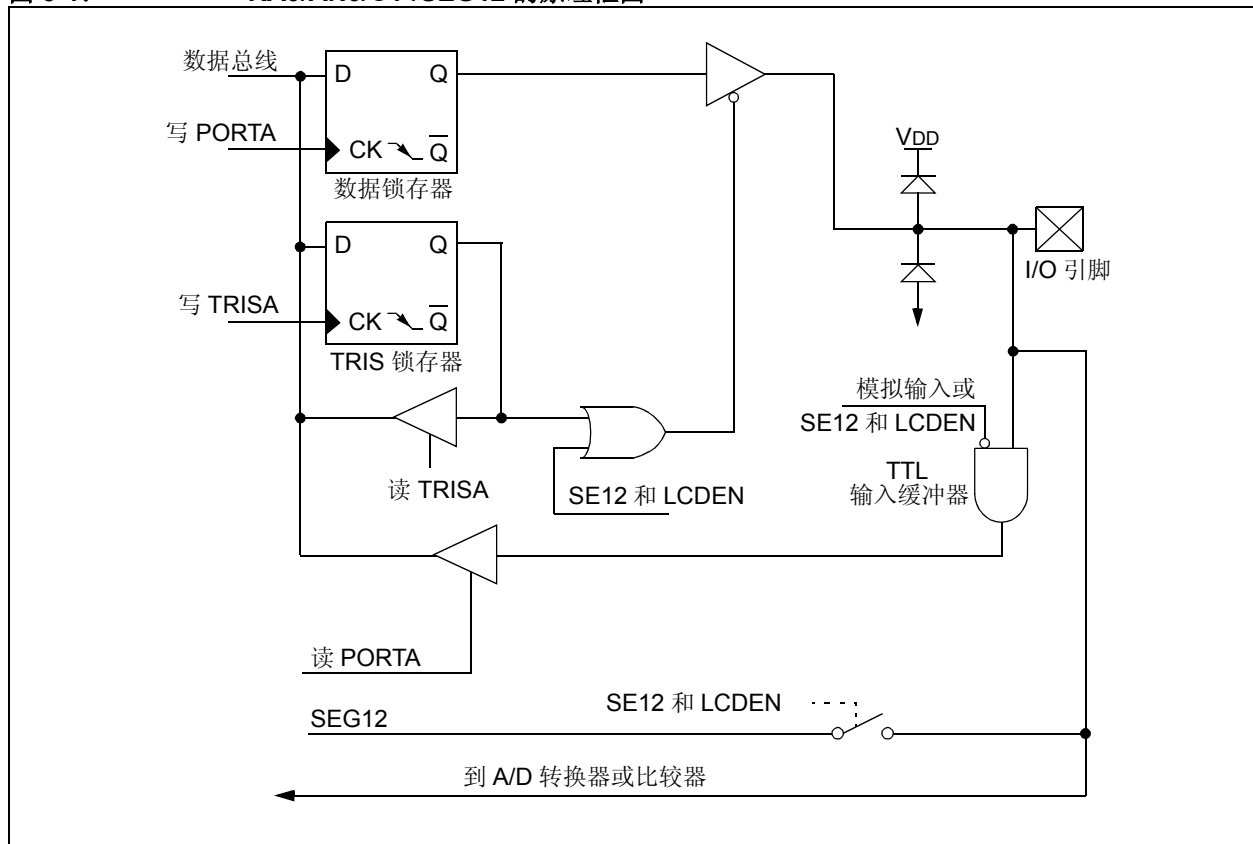 数据总线
D Q
写 PORTA
CK Q
数据锁存器
VDD
I/O 引脚
D Q
写 TRISA
CK Q
TRIS 锁存器
模拟输入或
SE12 和 LCDEN
TTL
输入缓冲器
读 TRISA
SE12 和 LCDEN
读 PORTA
SE12 和 LCDEN
SEG12
到 A/D 转换器或比较器